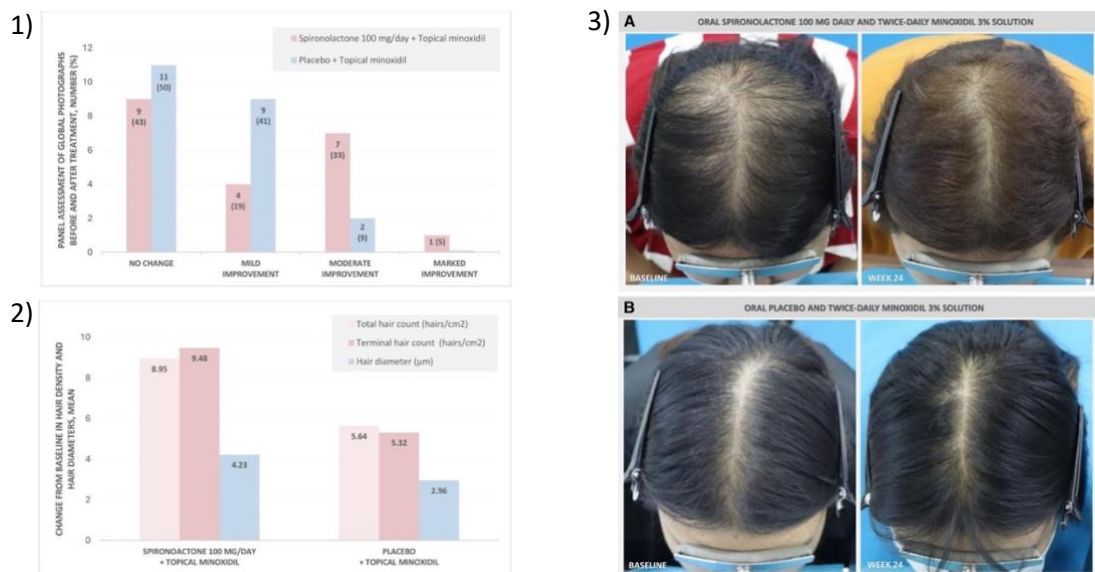 1)
PANEL ASSESSMENT OF GLOBAL PHOTOGRAPHS
BEFORE AND AFTER TREATMENT, NUMBER (%)
Spironolactone 100 mg/day + Topical minoxidil
Placebo + Topical minoxidil
12
10
8
6
4
2
0
9
(43)
11
(50)
4
(19)
9
(41)
7
(33)
2
(9)
1 (5)
NO CHANGE
MILD
IMPROVEMENT
MODERATE
IMPROVEMENT
MARKED
IMPROVEMENT
2)
CHANGE FROM BASELINE IN HAIR DENSITY AND
HAIR DIAMETERS, MEAN
Total hair count (hairs/cm2)
Terminal hair count (hairs/cm2)
Hair diameter (μm)
10
8
6
4
2
0
8.95
9.48
4.23
5.64
5.32
2.96
SPIRONOACTONE 100 MG/DAY
+ TOPICAL MINOXIDIL
PLACEBO
+ TOPICAL MINOXIDIL
3)
A ORAL SPIRONOLACTONE 100 MG DAILY AND TWICE-DAILY MINOXIDIL 3% SOLUTION
BASELINE
WEEK 24
B ORAL PLACEBO AND TWICE-DAILY MINOXIDIL 3% SOLUTION
BASELINE
WEEK 24